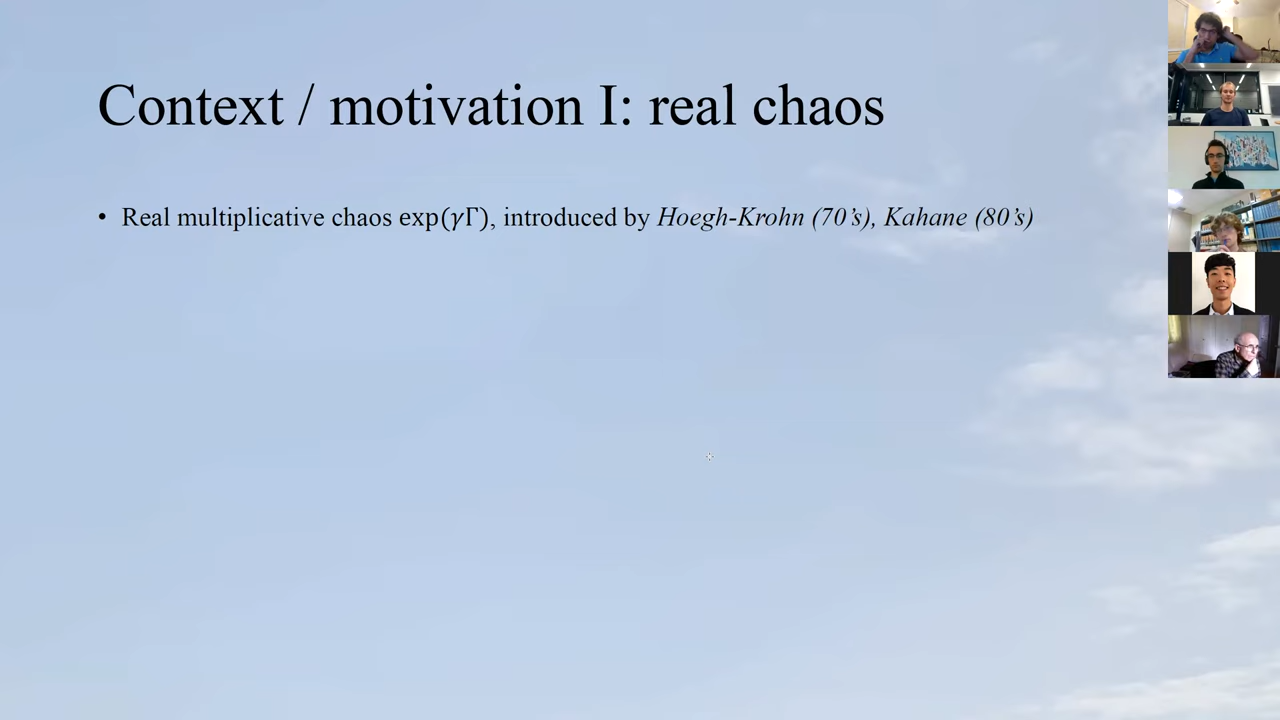 Context / motivation I: real chaos
• Real multiplicative chaos exp(γΓ), introduced by Hoegh-Krohn (70’s), Kahane (80’s)